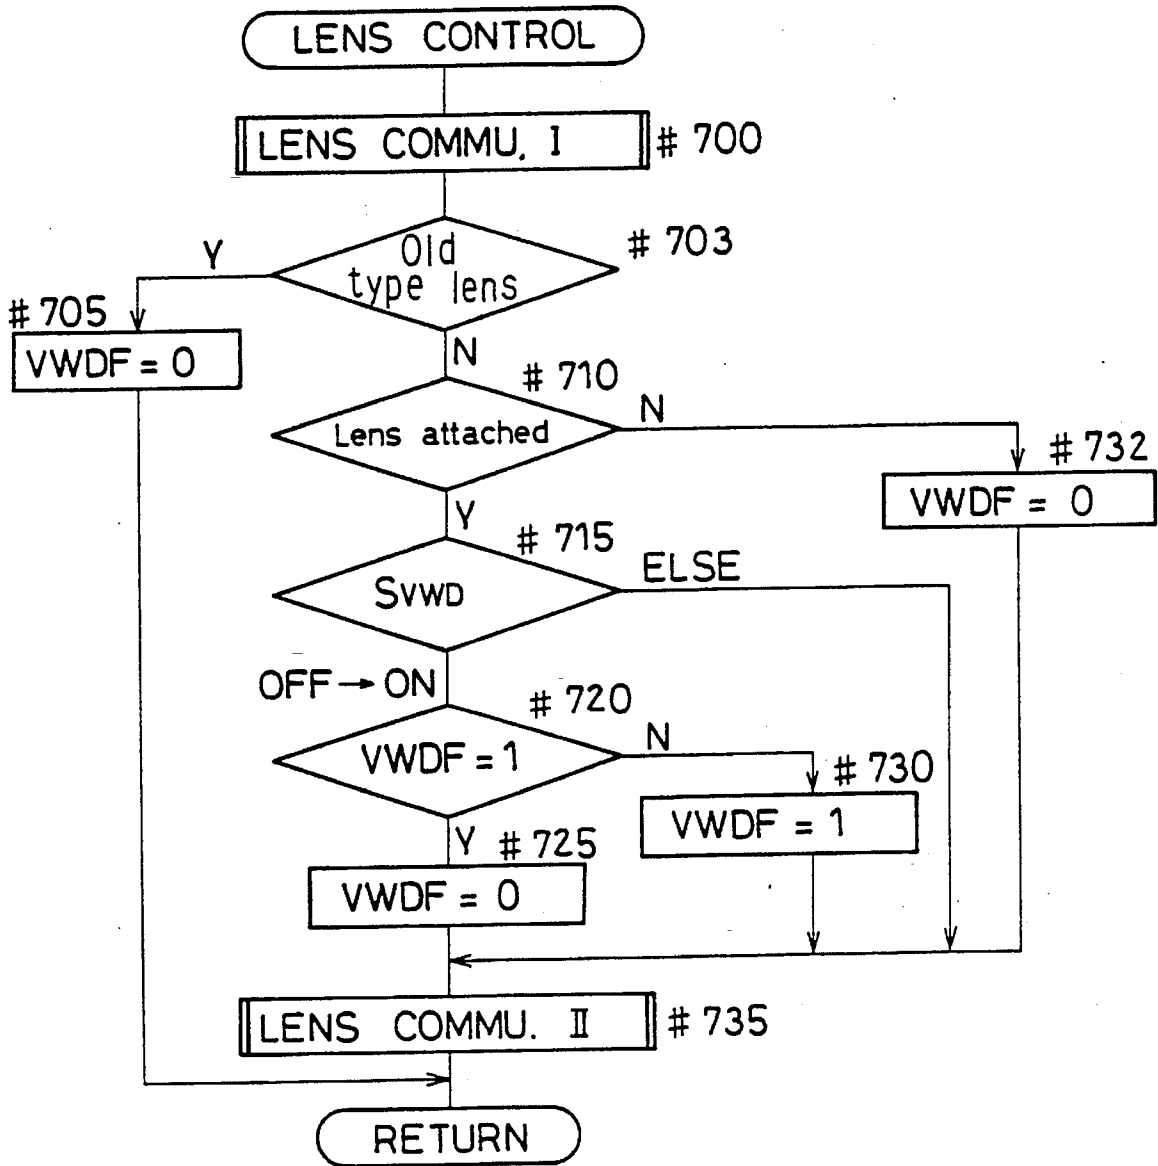 LENS CONTROL
LENS COMMU. I
# 700
Old
type lens
# 703
Y
# 705
VWDF = 0
N
# 710
Lens attached
N
# 732
VWDF = 0
Y
# 715
SVWD
ELSE
OFF → ON
# 720
VWDF = 1
N
# 730
VWDF = 1
Y
# 725
VWDF = 0
LENS COMMU. II
# 735
RETURN